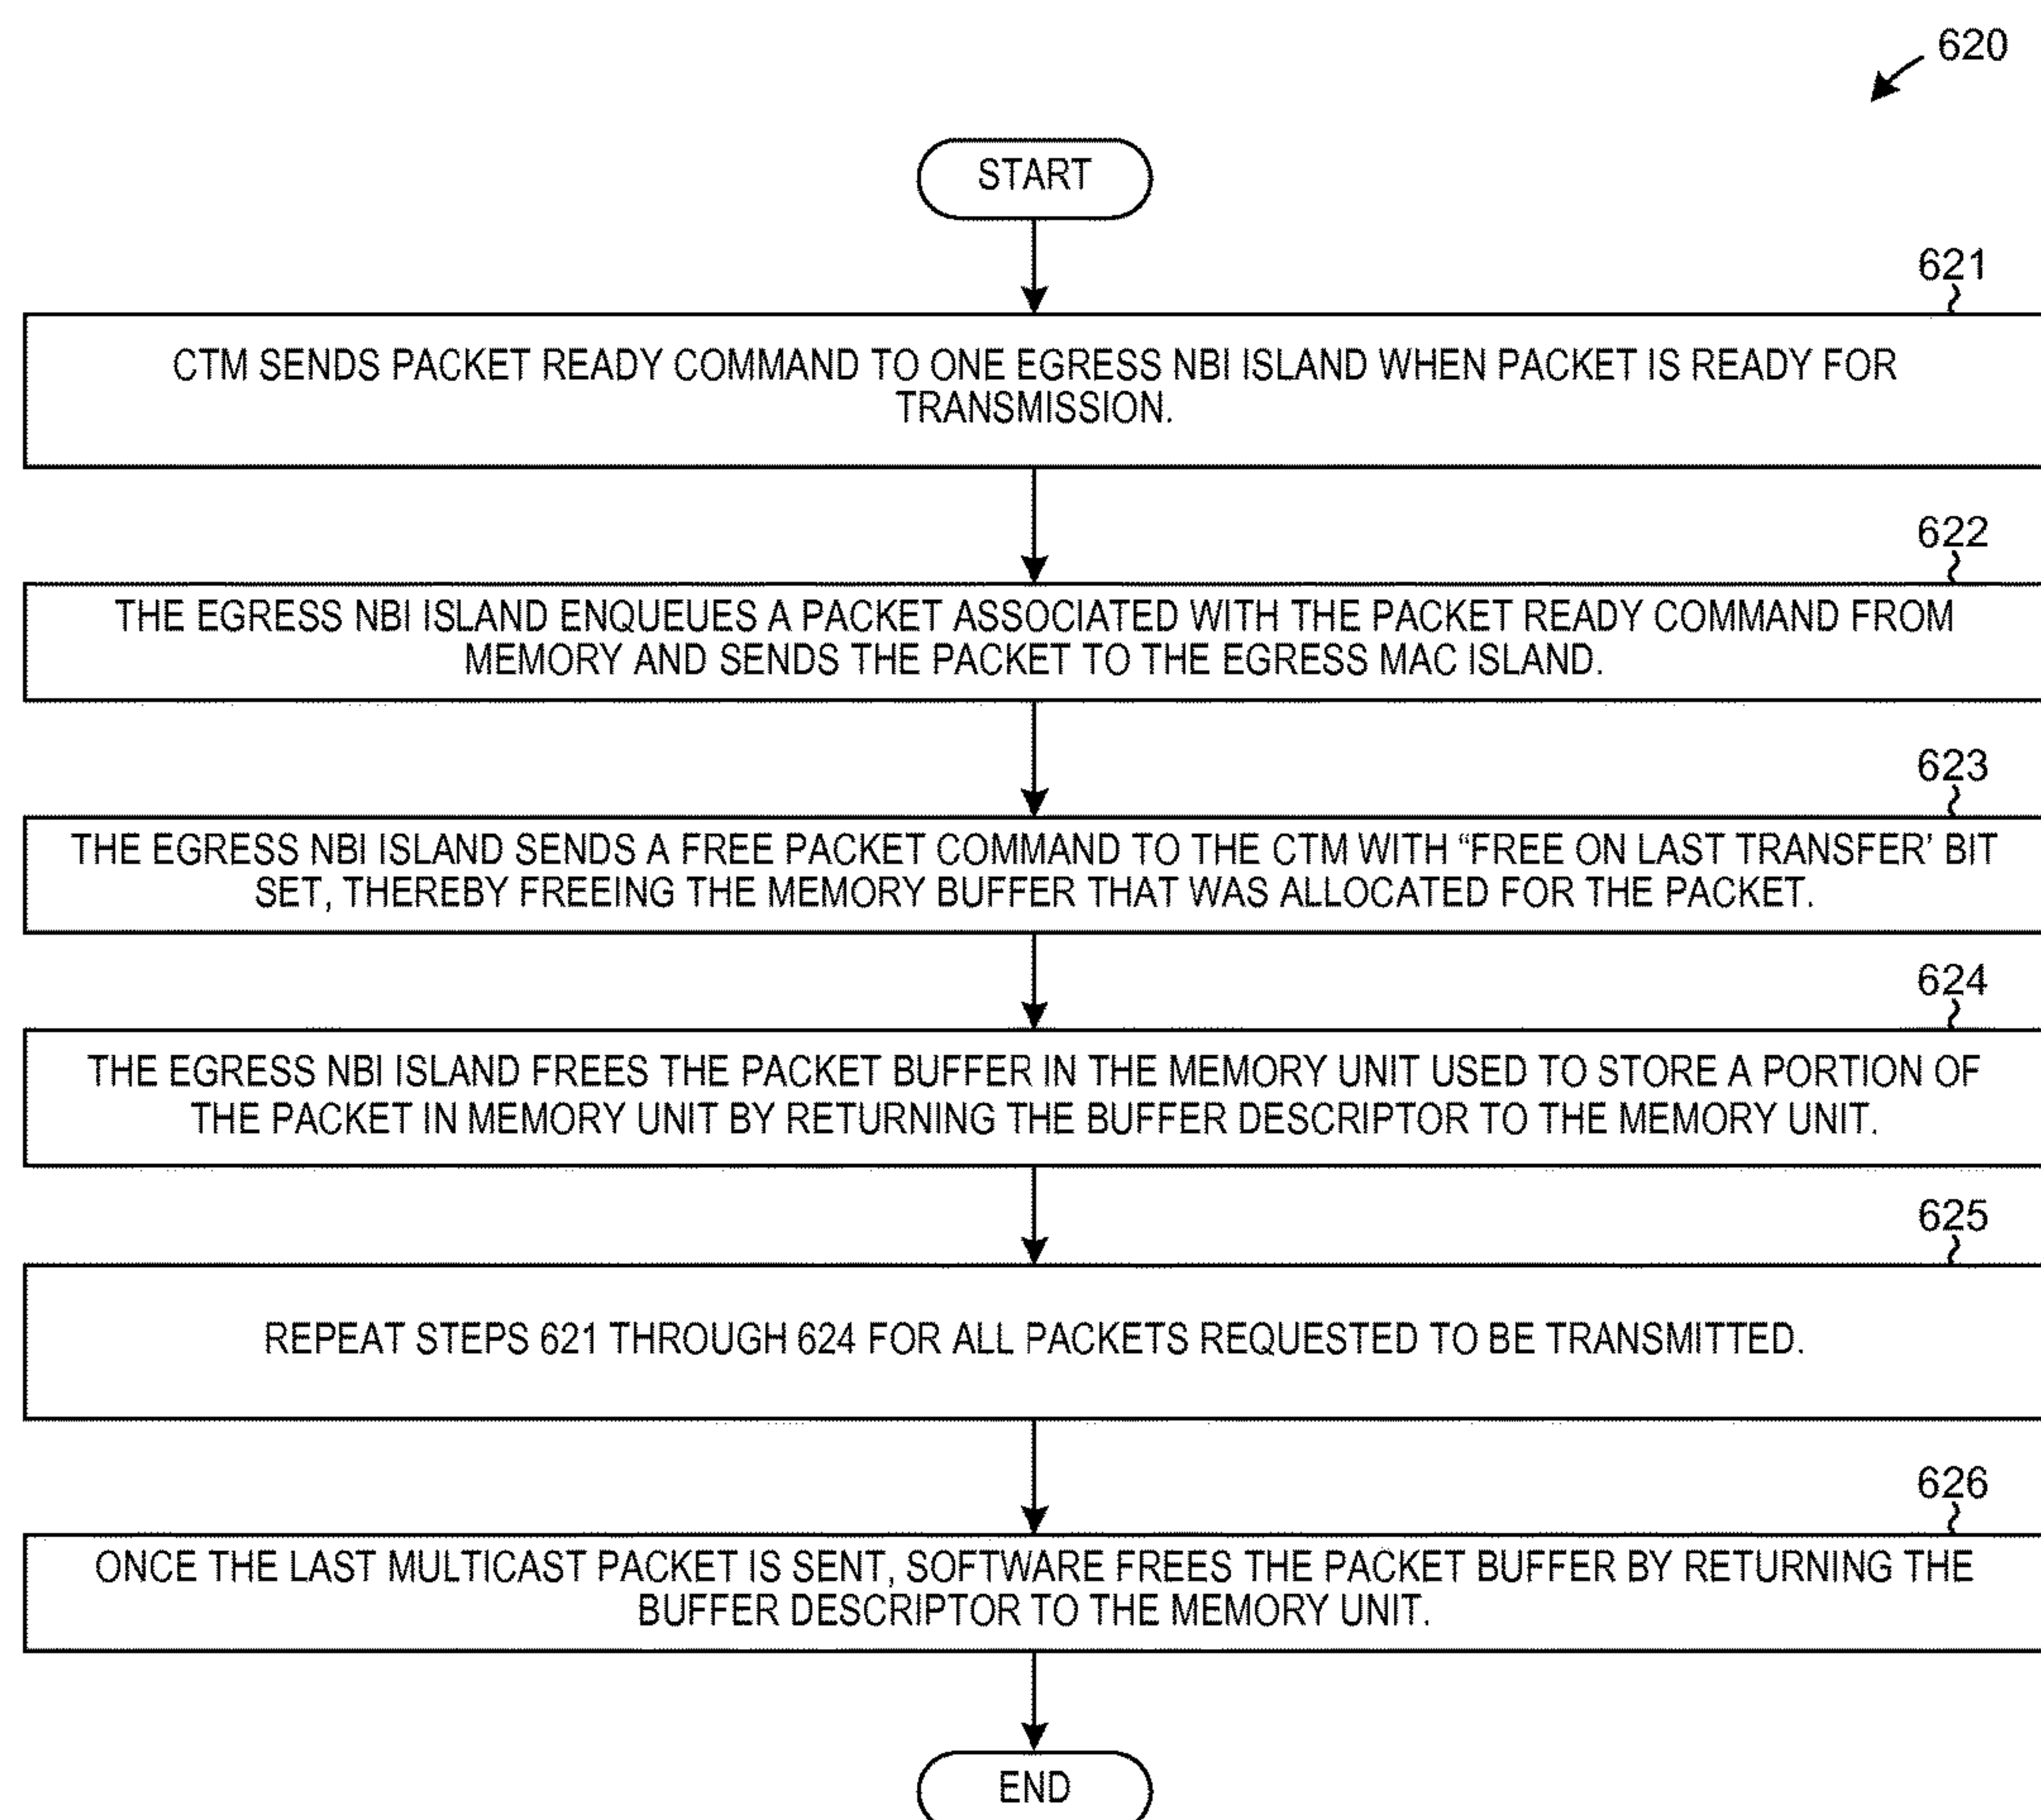 620
START
621
CTM SENDS PACKET READY COMMAND TO ONE EGRESS NBI ISLAND WHEN PACKET IS READY FOR
TRANSMISSION.
622
THE EGRESS NBI ISLAND ENQUEUES A PACKET ASSOCIATED WITH THE PACKET READY COMMAND FROM
MEMORY AND SENDS THE PACKET TO THE EGRESS MAC ISLAND.
623
THE EGRESS NBI ISLAND SENDS A FREE PACKET COMMAND TO THE CTM WITH “FREE ON LAST TRANSFER’ BIT
SET, THEREBY FREEING THE MEMORY BUFFER THAT WAS ALLOCATED FOR THE PACKET.
624
THE EGRESS NBI ISLAND FREES THE PACKET BUFFER IN THE MEMORY UNIT USED TO STORE A PORTION OF
THE PACKET IN MEMORY UNIT BY RETURNING THE BUFFER DESCRIPTOR TO THE MEMORY UNIT.
625
REPEAT STEPS 621 THROUGH 624 FOR ALL PACKETS REQUESTED TO BE TRANSMITTED.
626
ONCE THE LAST MULTICAST PACKET IS SENT, SOFTWARE FREES THE PACKET BUFFER BY RETURNING THE
BUFFER DESCRIPTOR TO THE MEMORY UNIT.
END